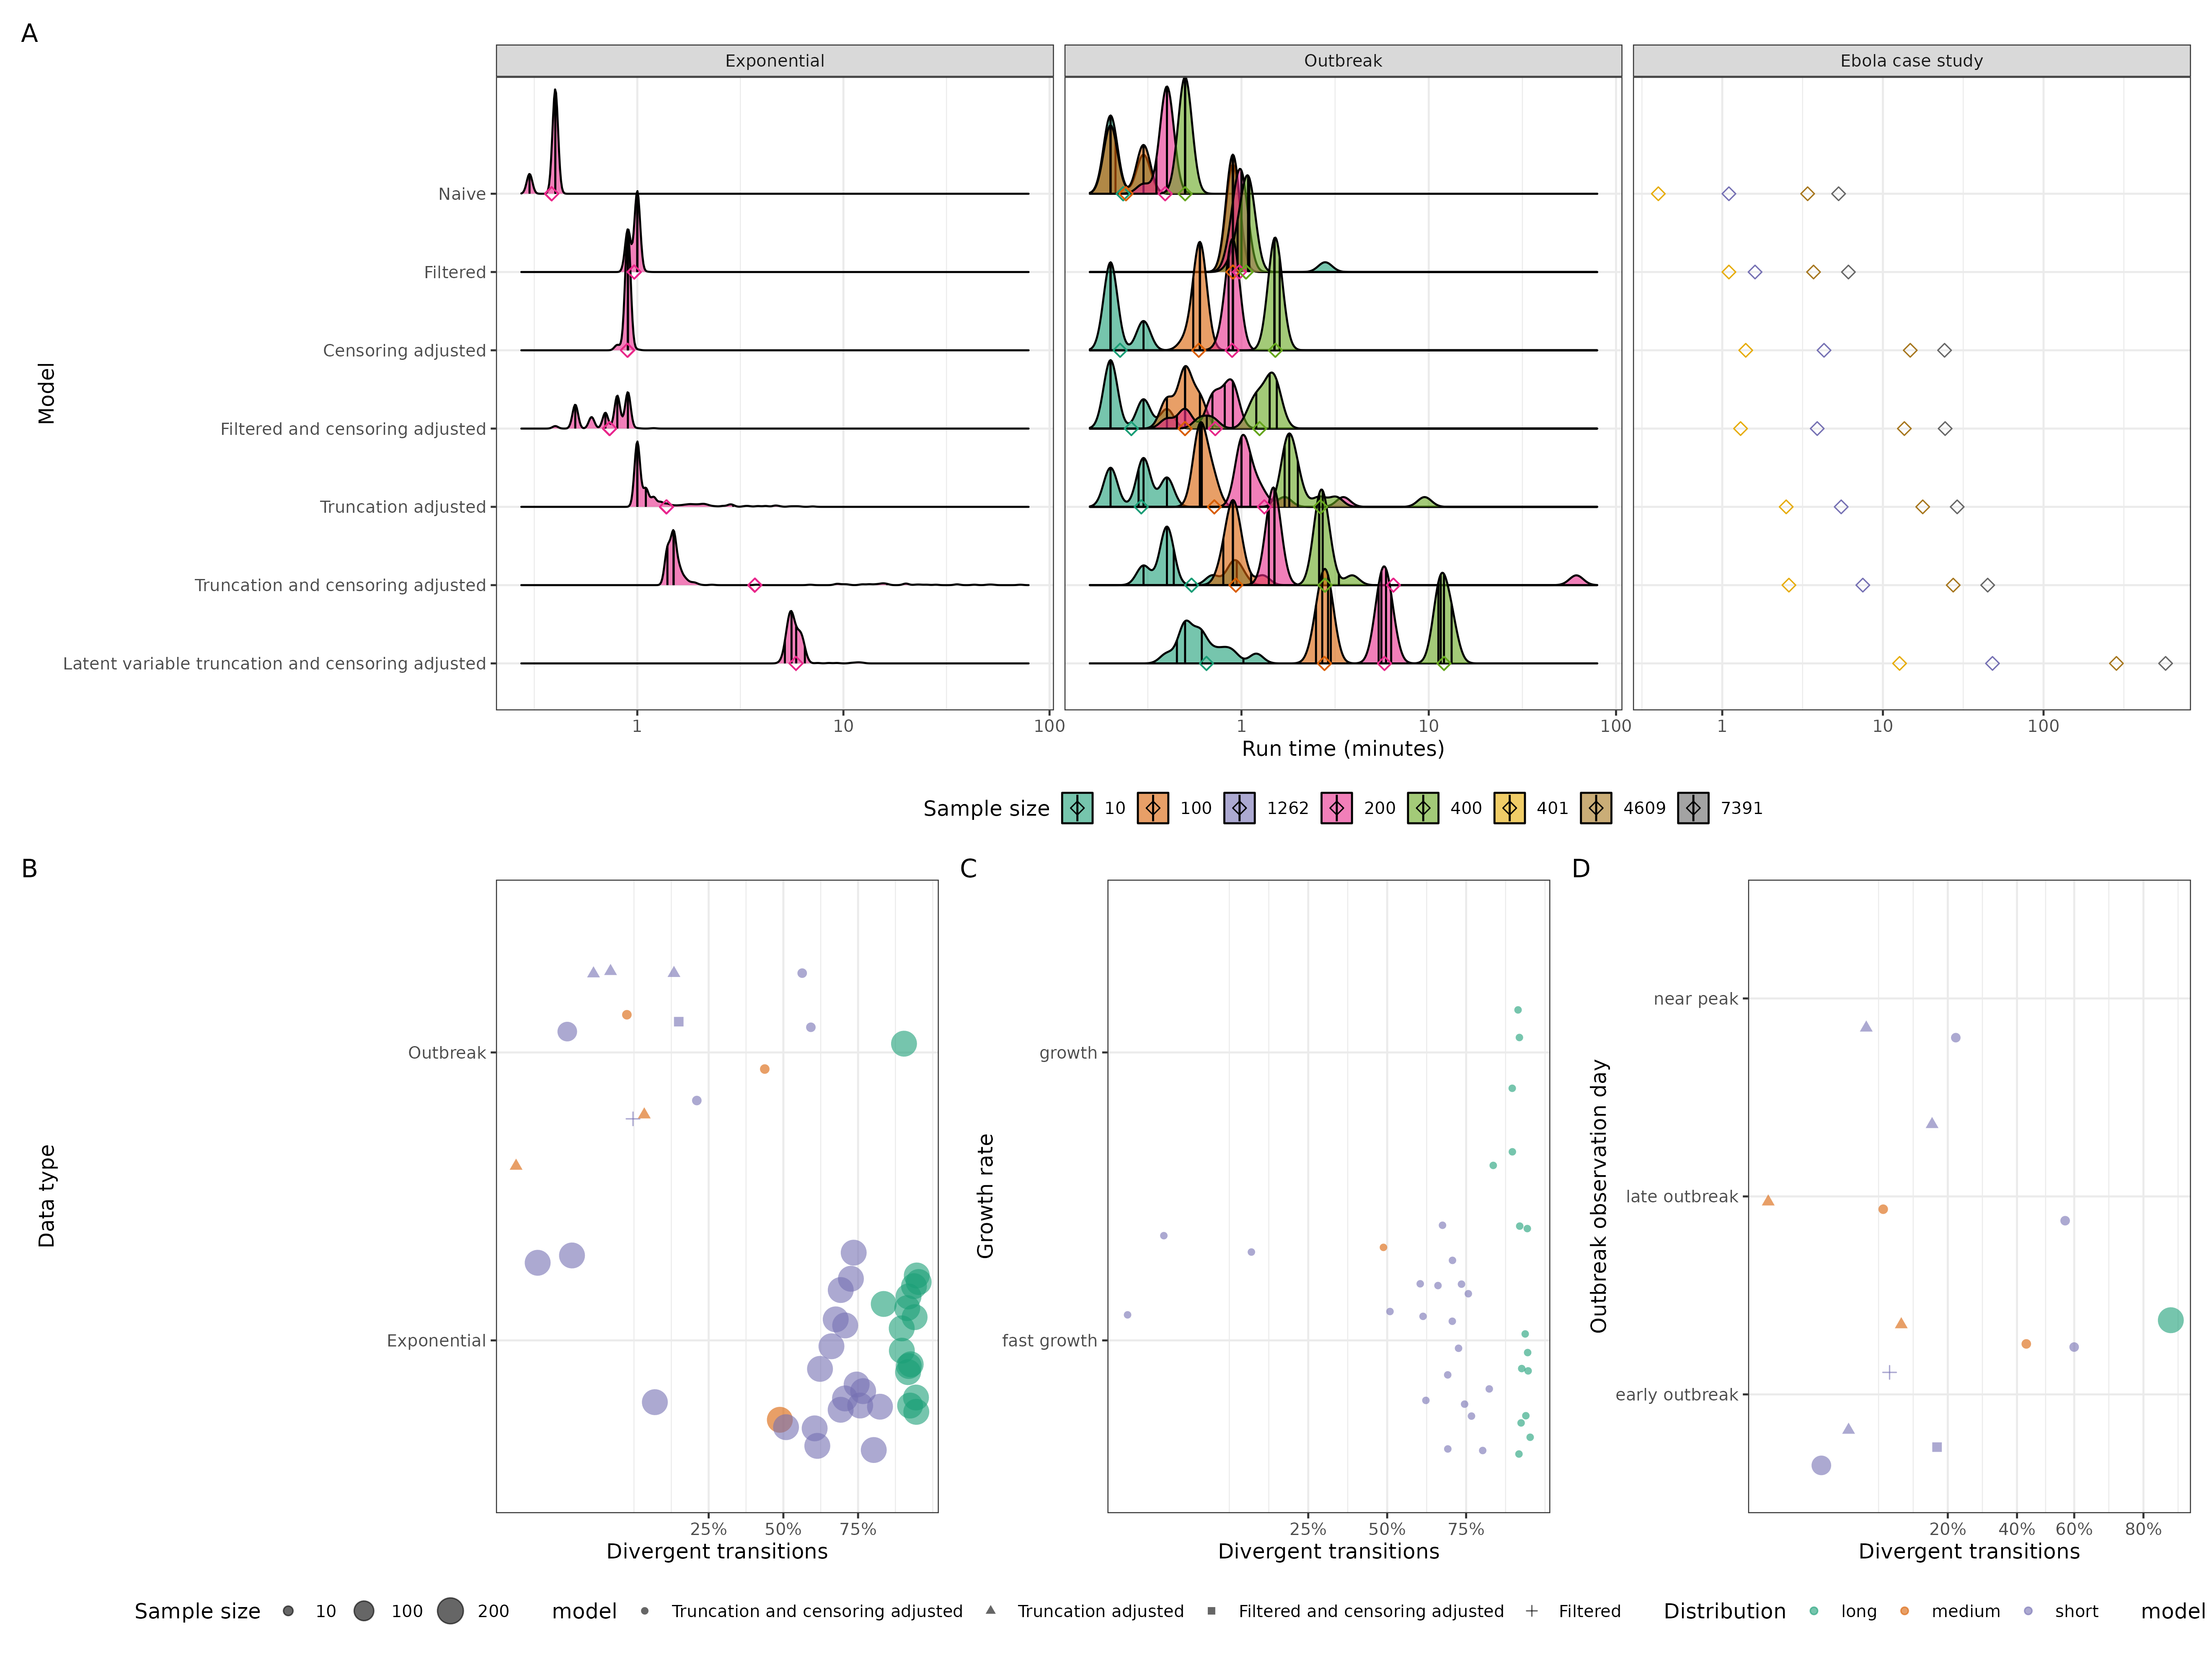 A
Exponential
Outbreak
Ebola case study
Model
Naive
Filtered
Censoring adjusted
Filtered and censoring adjusted
Truncation adjusted
Truncation and censoring adjusted
Latent variable truncation and censoring adjusted
1 10 100
1 10 100
1 10 100
Run time (minutes)
Sample size 10 100 1262 200 400 401 4609 7391
B
Data type
Outbreak
Exponential
25% 50% 75%
Divergent transitions
C
Growth rate
growth
fast growth
25% 50% 75%
Divergent transitions
D
Outbreak observation day
near peak
late outbreak
early outbreak
20% 40% 60% 80%
Divergent transitions
Sample size 10 100 200 model Truncation and censoring adjusted Truncation adjusted Filtered and censoring adjusted Filtered Distribution long medium short model